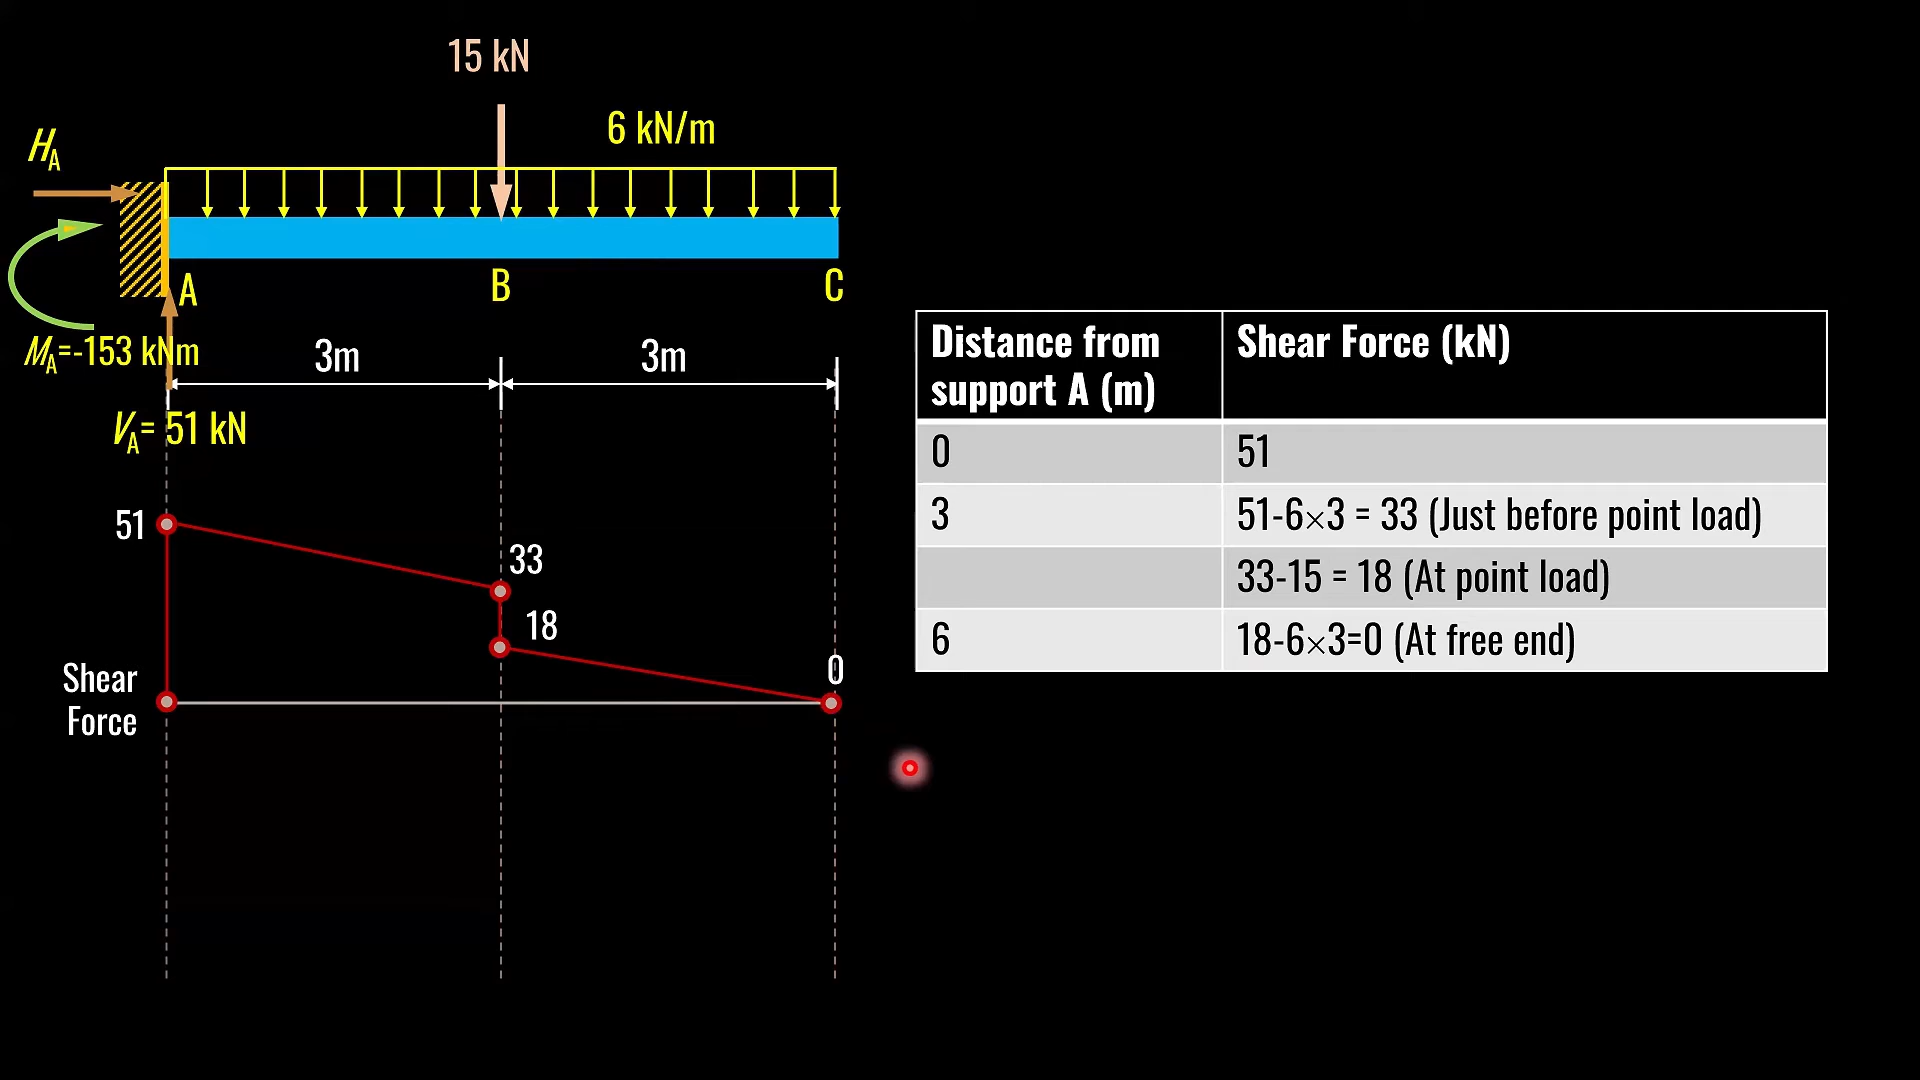 15 kN
6 kN/m
HA
A
B
C
MA=-153 kNm
3m
3m
VA= 51 kN
51
33
18
0
Shear
Force
Distance from
support A (m)
Shear Force (kN)
0
51
3
51-6×3 = 33 (Just before point load)
33-15 = 18 (At point load)
6
18-6×3=0 (At free end)